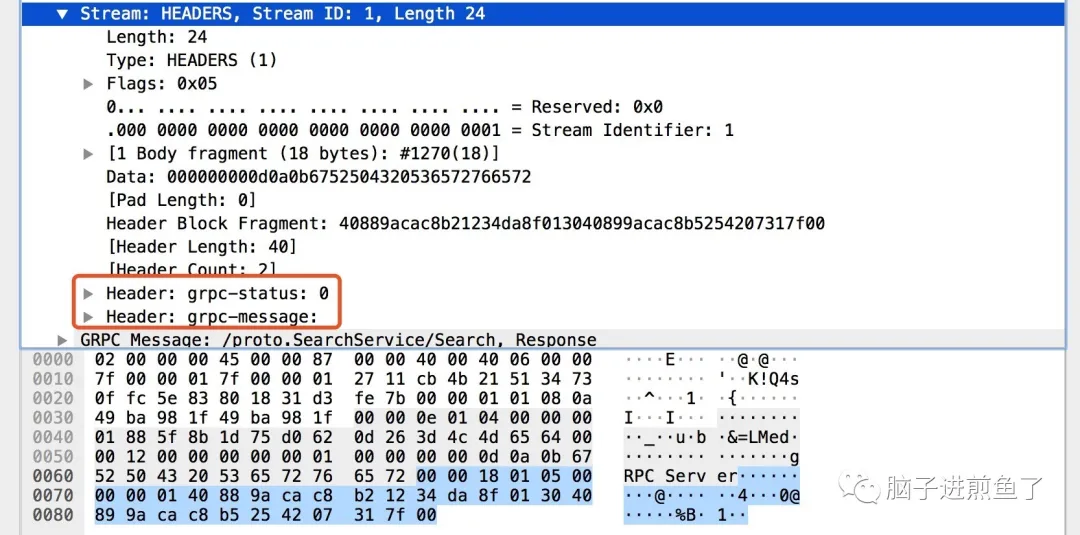 Stream: HEADERS, Stream ID: 1, Length 24
Length: 24
Type: HEADERS (1)
Flags: 0x05
0... .... .... .... .... .... .... .... = Reserved: 0x0
.000 0000 0000 0000 0000 0000 0000 0001 = Stream Identifier: 1
[1 Body fragment (18 bytes): #1270(18)]
Data: 000000000d0a0b67525043205365727665 72
[Pad Length: 0]
Header Block Fragment: 40889acac8b21234da8f013040899acac8b5254207317f00
[Header Length: 40]
[Header Count: 2]
Header: grpc-status: 0
Header: grpc-message:
GRPC Message: /proto.SearchService/Search, Response
0000 02 00 00 00 45 00 00 87 00 00 40 00 40 06 00 00 ····E··· ··@·@···
0010 7f 00 00 01 7f 00 00 01 27 11 cb 4b 21 51 34 73 ········ '··K!Q4s
0020 0f fc 5e 83 80 18 31 d3 fe 7b 00 00 01 01 08 0a ··^···1· ·{······
0030 49 ba 98 1f 49 ba 98 1f 00 00 0e 01 04 00 00 00 I···I··· ········
0040 01 88 5f 8b 1d 75 d0 62 0d 26 3d 4c 4d 65 64 00 ··_··u·b ·&=LMed·
0050 00 12 00 00 00 00 00 01 00 00 00 00 0d 0a 0b 67 ········ ·······g
0060 52 50 43 20 53 65 72 76 65 72 00 00 18 01 05 00 RPC Serv er······
0070 00 00 01 40 88 9a ca c8 b2 12 34 da 8f 01 30 40 ···@···· ··4···0@
0080 89 9a ca c8 b5 25 42 07 31 7f 00 ·····%B· 1··
脑子进煎鱼了